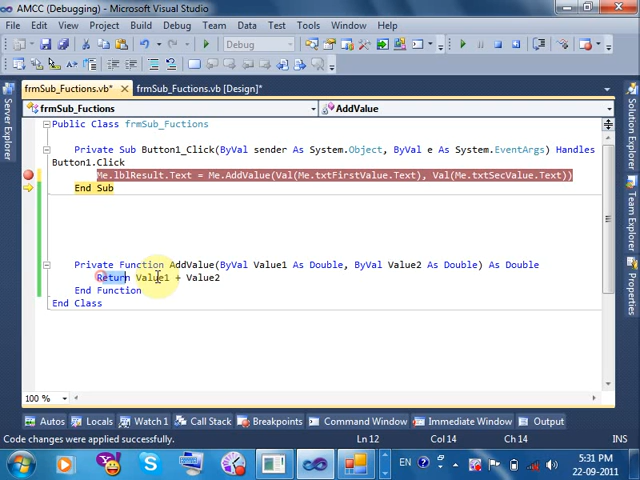 AMCC (Debugging) - Microsoft Visual Studio
File Edit View Project Build Debug Team Data Tools Test Window Help
Debug
frmSub_Fuctions.vb* frmSub_Fuctions.vb [Design]*
frmSub_Fuctions AddValue
Public Class frmSub_Fuctions
Private Sub Button1_Click(ByVal sender As System.Object, ByVal e As System.EventArgs) Handles
Button1.Click
Me.lblResult.Text = Me.AddValue(Val(Me.txtFirstValue.Text), Val(Me.txtSecValue.Text))
End Sub
Private Function AddValue(ByVal Value1 As Double, ByVal Value2 As Double) As Double
Return Value1 + Value2
End Function
End Class
Server Explorer
Solution Explorer
Team Explorer
100 %
Autos Locals Watch 1 Call Stack Breakpoints Command Window Immediate Window Output
Code changes were applied successfully. Ln 12 Col 14 Ch 14 INS
EN 5:31 PM
22-09-2011